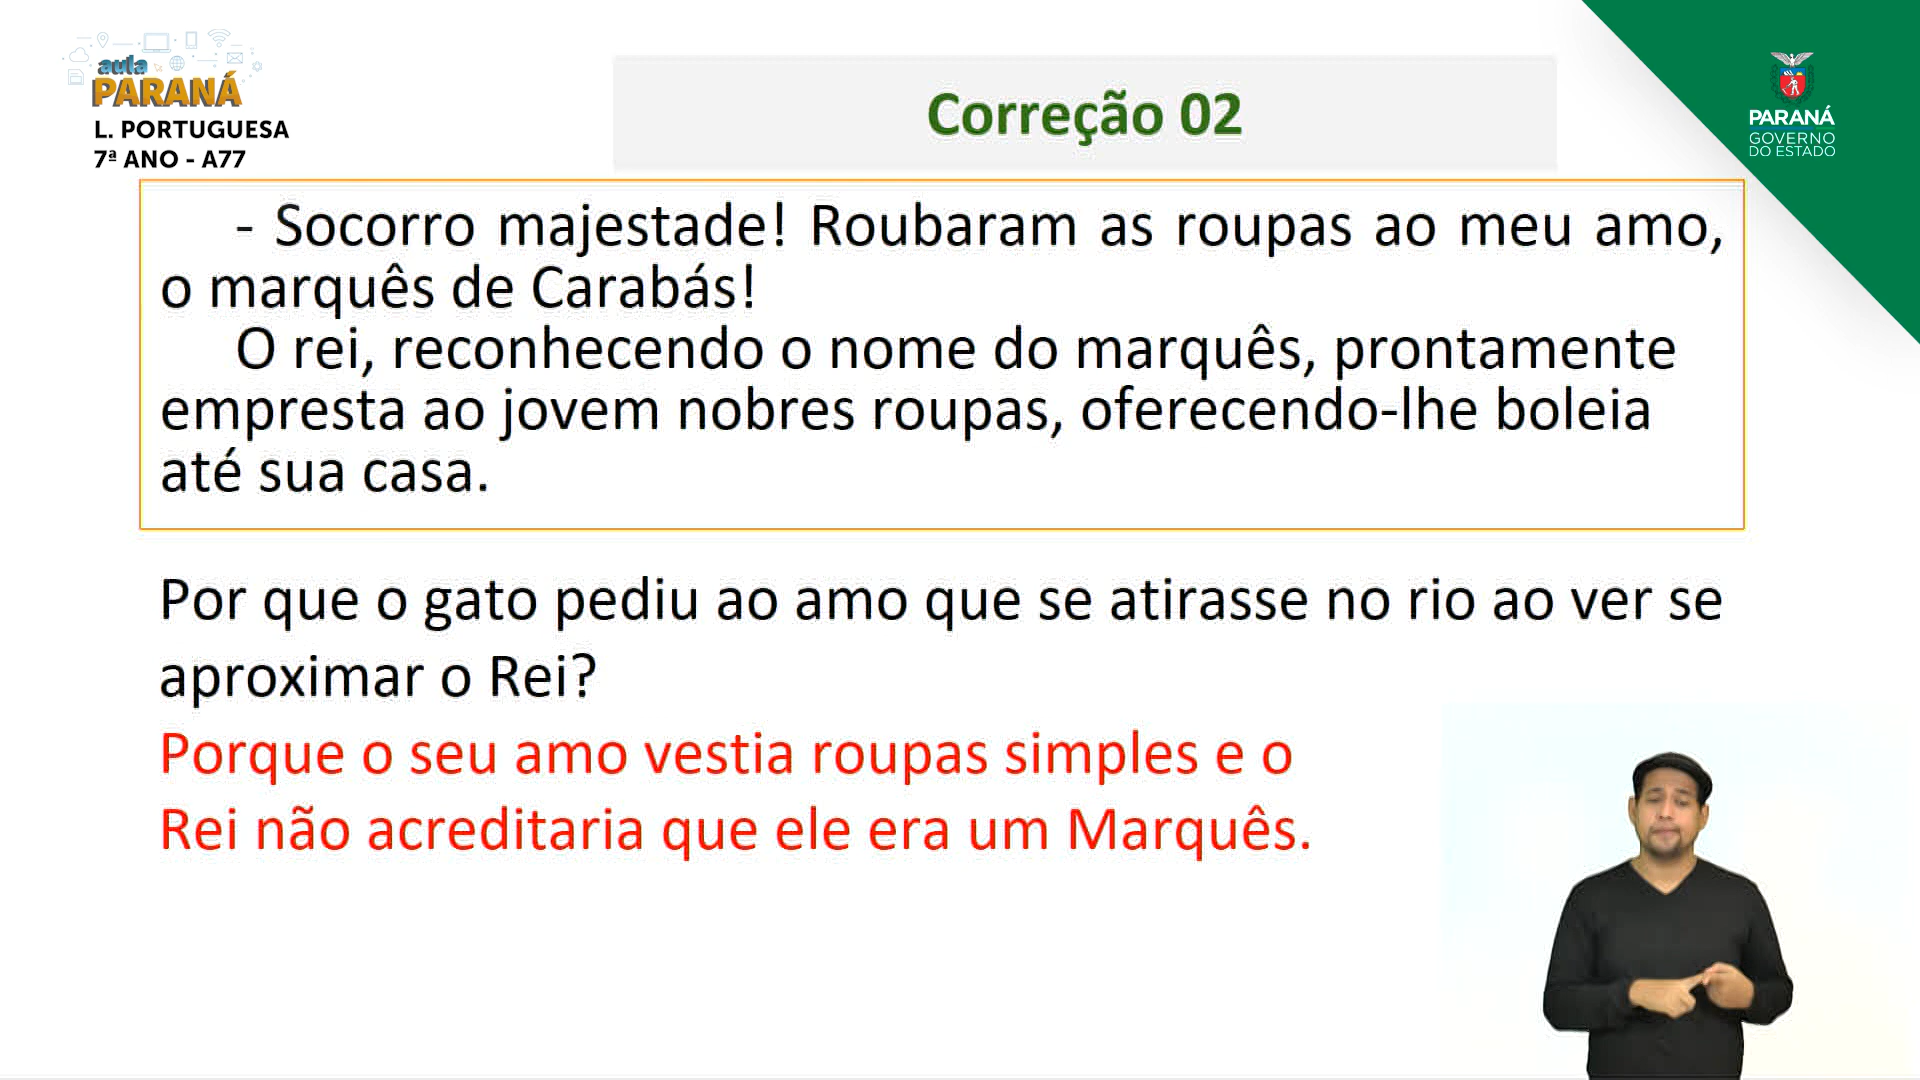 aula
PARANÁ
L. PORTUGUESA
7ª ANO - A77
Correção 02
PARANÁ
GOVERNO
DO ESTADO
- Socorro majestade! Roubaram as roupas ao meu amo,
o marquês de Carabás!
O rei, reconhecendo o nome do marquês, prontamente
empresta ao jovem nobres roupas, oferecendo-lhe boleia
até sua casa.
Por que o gato pediu ao amo que se atirasse no rio ao ver se
aproximar o Rei?
Porque o seu amo vestia roupas simples e o
Rei não acreditaria que ele era um Marquês.